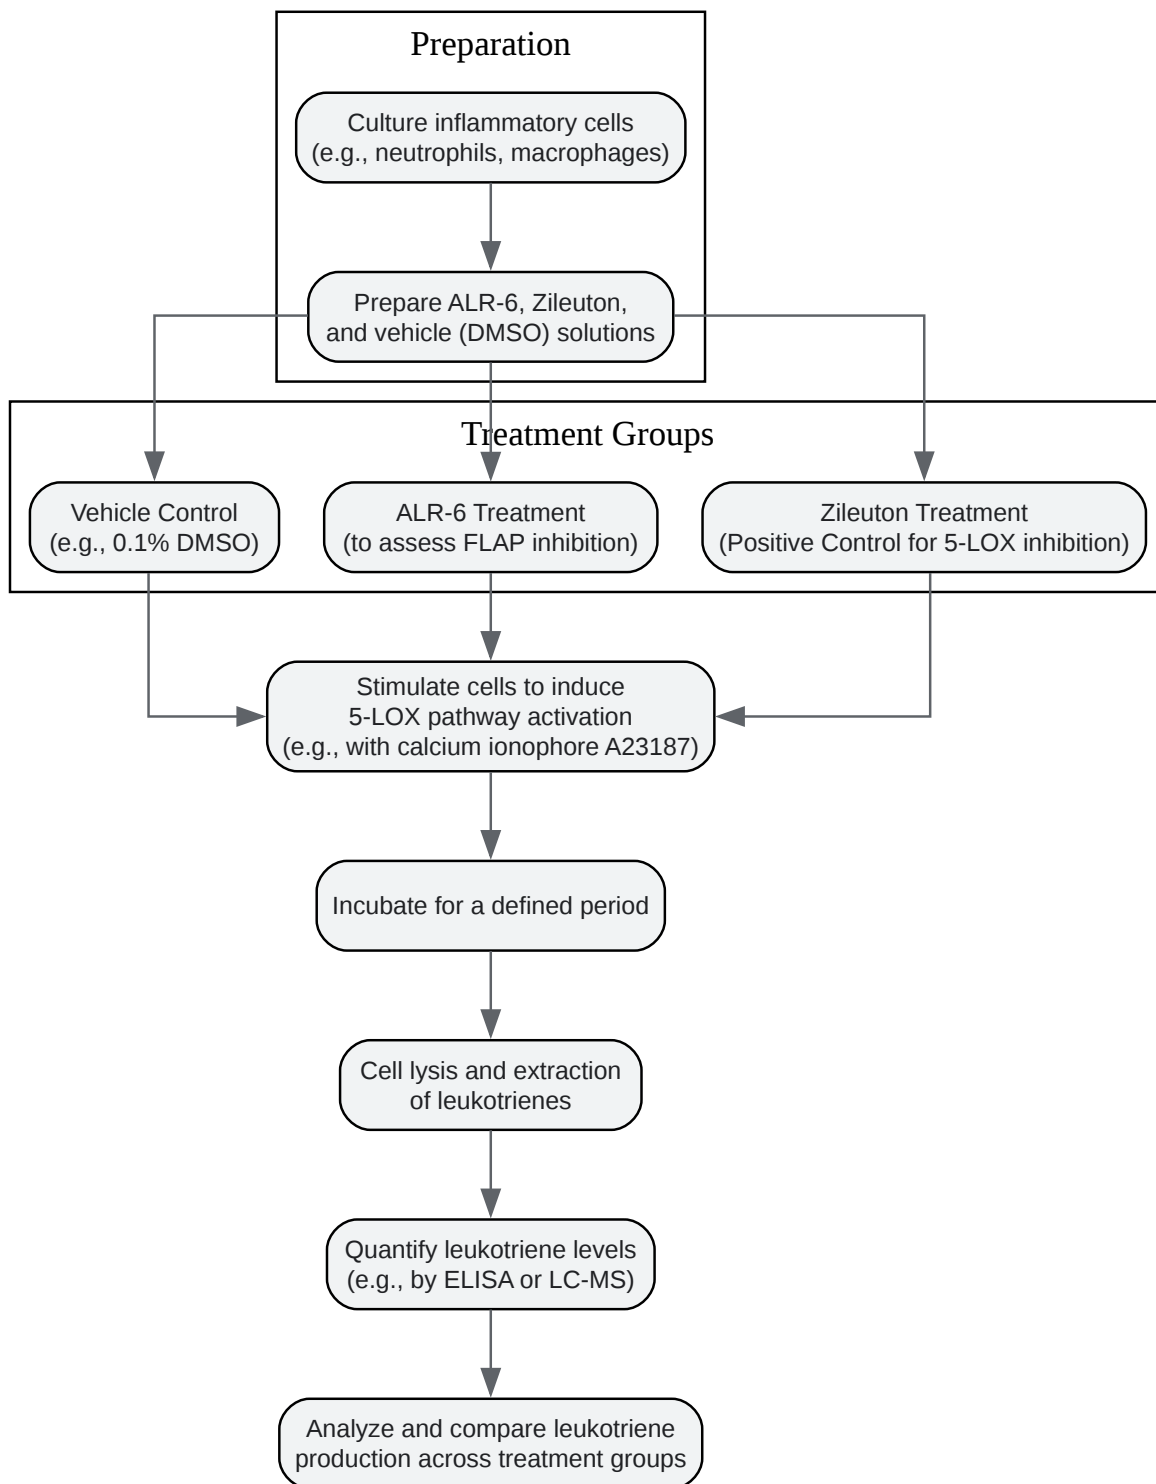 Preparation
Culture inflammatory cells
(e.g., neutrophils, macrophages)
Prepare ALR-6, Zileuton,
and vehicle (DMSO) solutions
Treatment Groups
Vehicle Control
(e.g., 0.1% DMSO)
ALR-6 Treatment
(to assess FLAP inhibition)
Zileuton Treatment
(Positive Control for 5-LOX inhibition)
Stimulate cells to induce
5-LOX pathway activation
(e.g., with calcium ionophore A23187)
Incubate for a defined period
Cell lysis and extraction
of leukotrienes
Quantify leukotriene levels
(e.g., by ELISA or LC-MS)
Analyze and compare leukotriene
production across treatment groups